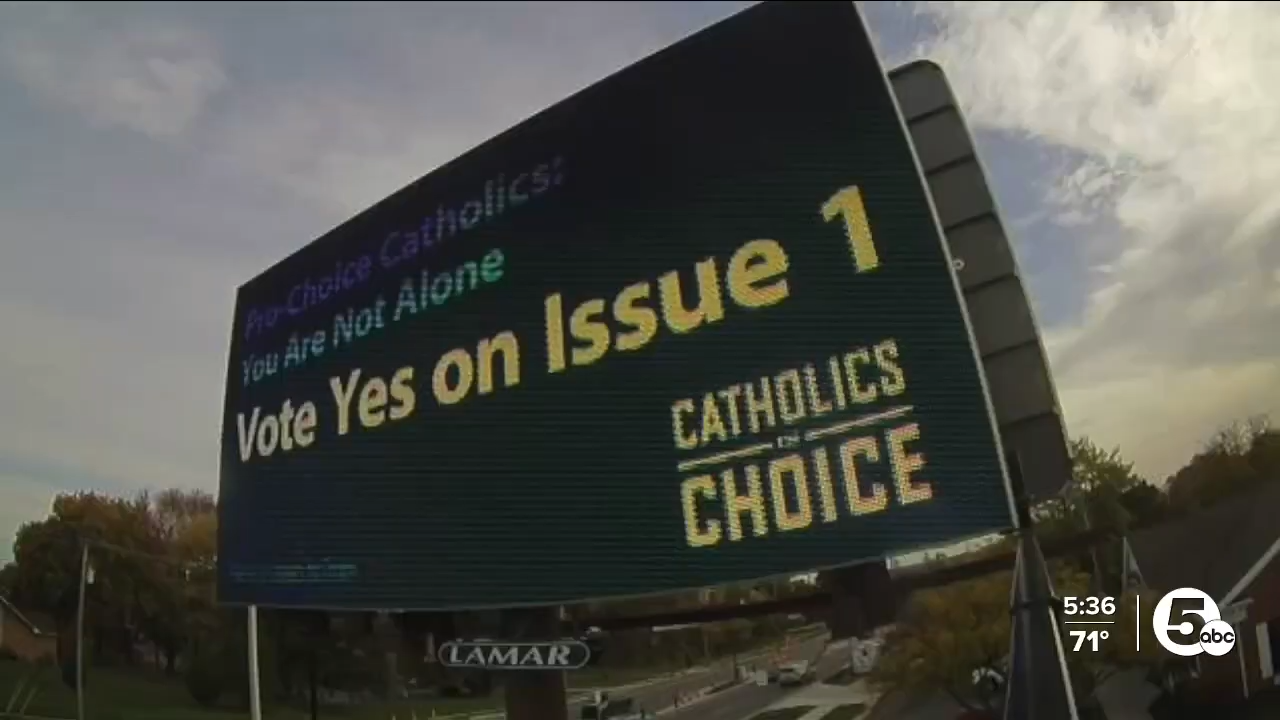 Pro-Choice Catholics:
You Are Not Alone
Vote Yes on Issue 1
CATHOLICS
CHOICE
LAMAR
5:36
71°
5 abc